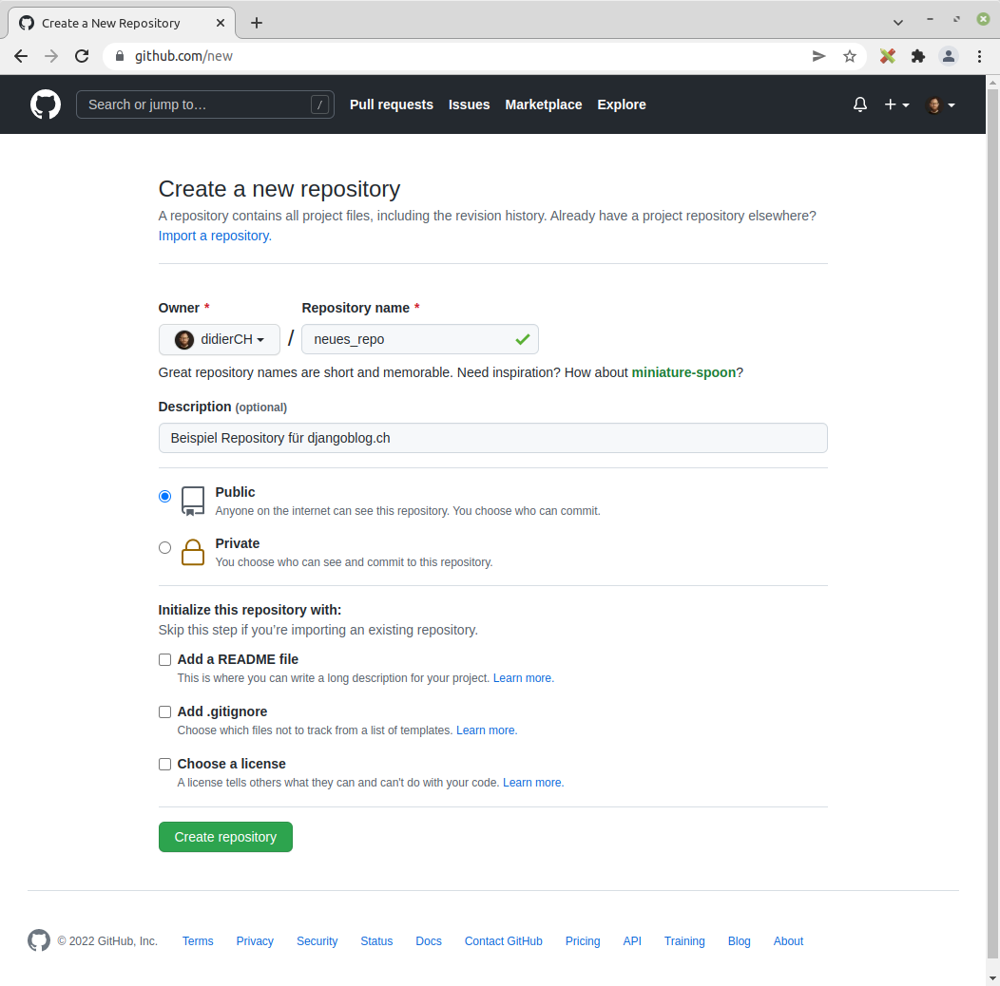 Create a New Repository
github.com/new
Search or jump to… /
Pull requests Issues Marketplace Explore
Create a new repository
A repository contains all project files, including the revision history. Already have a project repository elsewhere?
Import a repository.
Owner * Repository name *
didierCH / neues_repo
Great repository names are short and memorable. Need inspiration? How about miniature-spoon?
Description (optional)
Beispiel Repository für djangoblog.ch
Public
Anyone on the internet can see this repository. You choose who can commit.
Private
You choose who can see and commit to this repository.
Initialize this repository with:
Skip this step if you’re importing an existing repository.
Add a README file
This is where you can write a long description for your project. Learn more.
Add .gitignore
Choose which files not to track from a list of templates. Learn more.
Choose a license
A license tells others what they can and can't do with your code. Learn more.
Create repository
© 2022 GitHub, Inc. Terms Privacy Security Status Docs Contact GitHub Pricing API Training Blog About